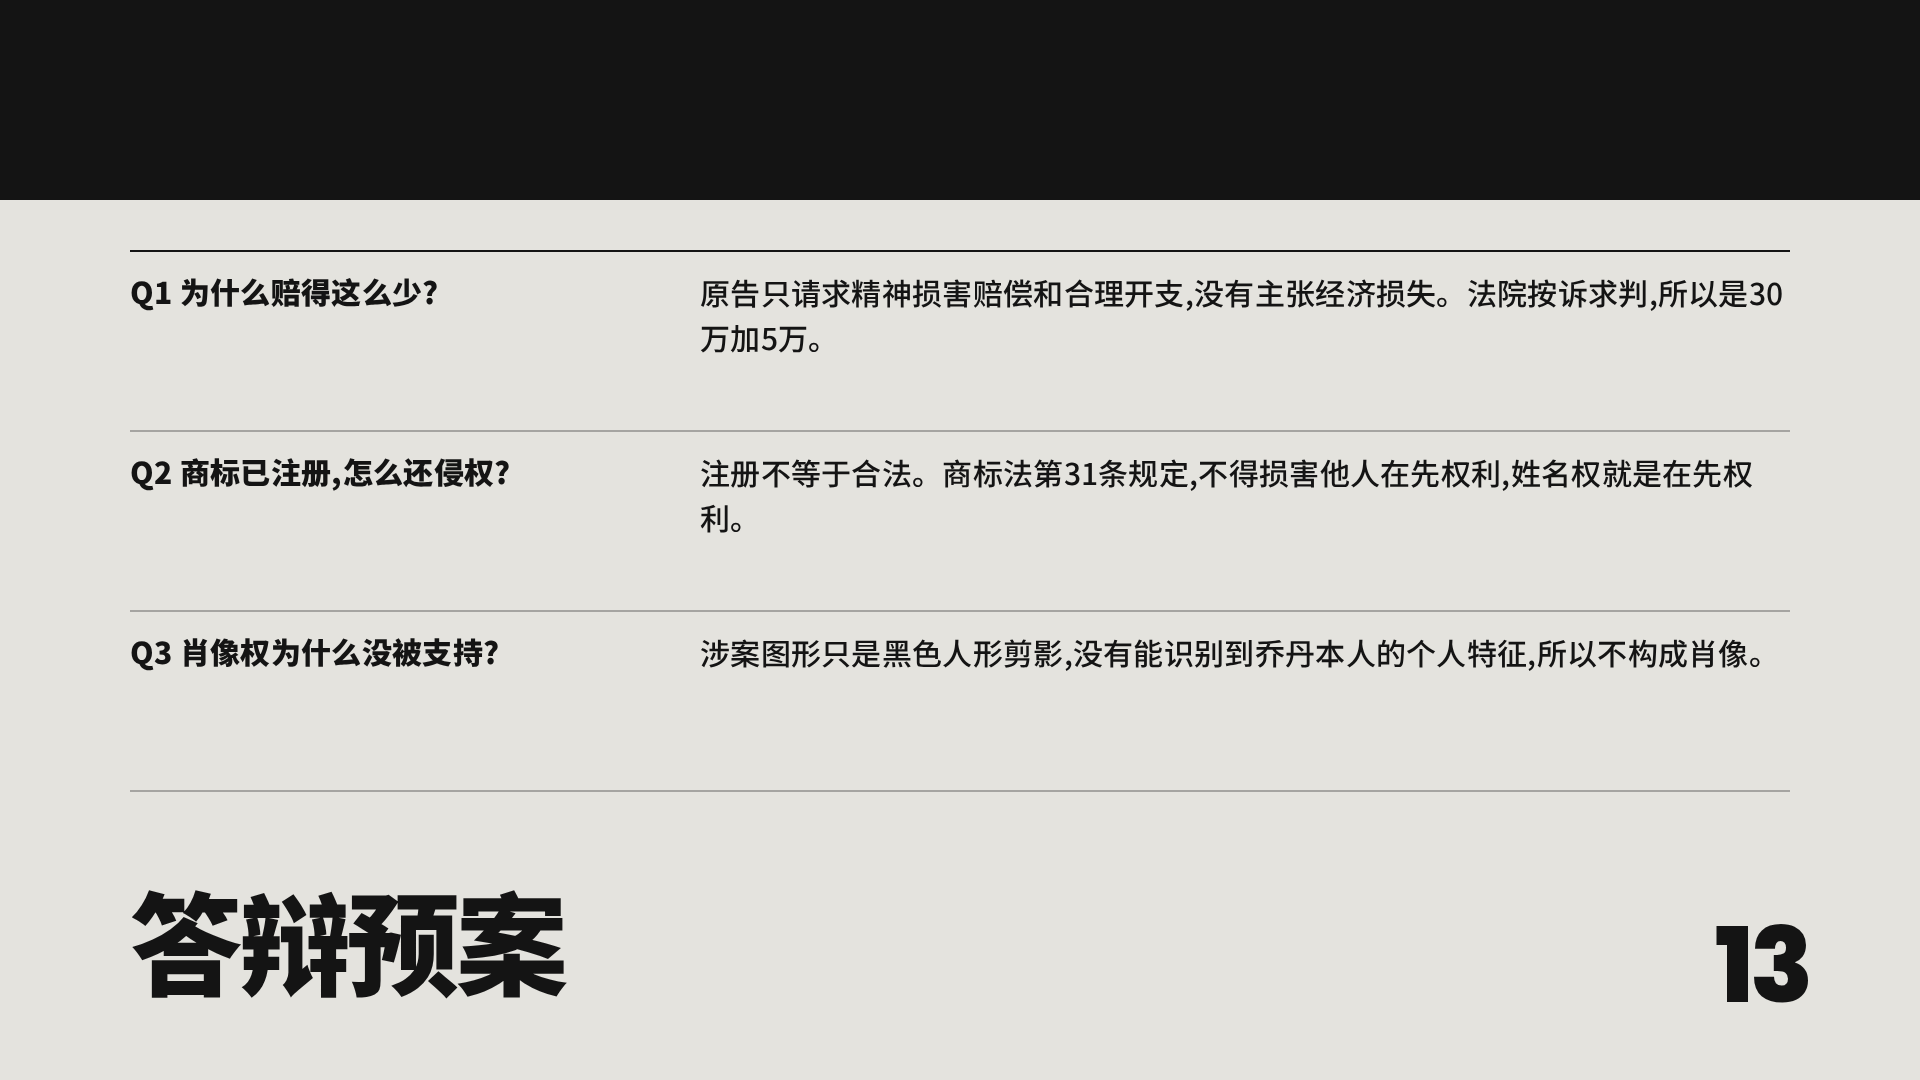 Q1 为什么赔得这么少?
原告只请求精神损害赔偿和合理开支,没有主张经济损失。法院按诉求判,所以是30
万加5万。
Q2 商标已注册,怎么还侵权?
注册不等于合法。商标法第31条规定,不得损害他人在先权利,姓名权就是在先权
利。
Q3 肖像权为什么没被支持?
涉案图形只是黑色人形剪影,没有能识别到乔丹本人的个人特征,所以不构成肖像。
答辩预案
13